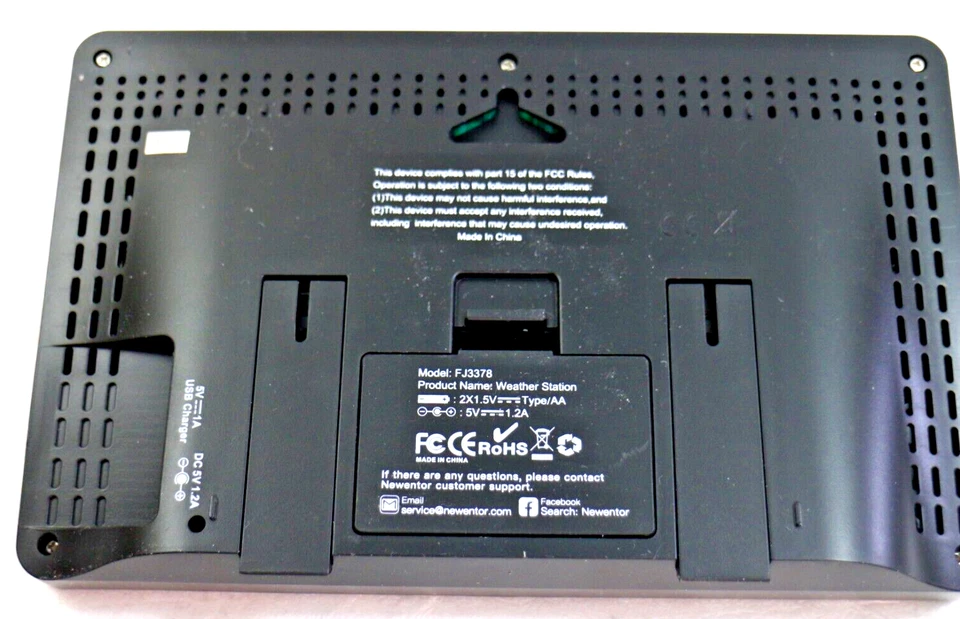 This device complies with part 15 of the FCC Rules,
Operation is subject to the following two conditions:
(1)This device may not cause harmful interference,and
(2)This device must accept any interference received,
including interference that may cause undesired operation.
Made In China
Model: FJ3378
Product Name: Weather Station
: 2X1.5V⎓Type/AA
: 5V⎓1.2A
FC CE RoHS
MADE IN CHINA
If there are any questions, please contact
Newentor customer support.
Email
service@newentor.com
Facebook
Search: Newentor
5V⎓1A
USB Charger
DC 5V1.2A